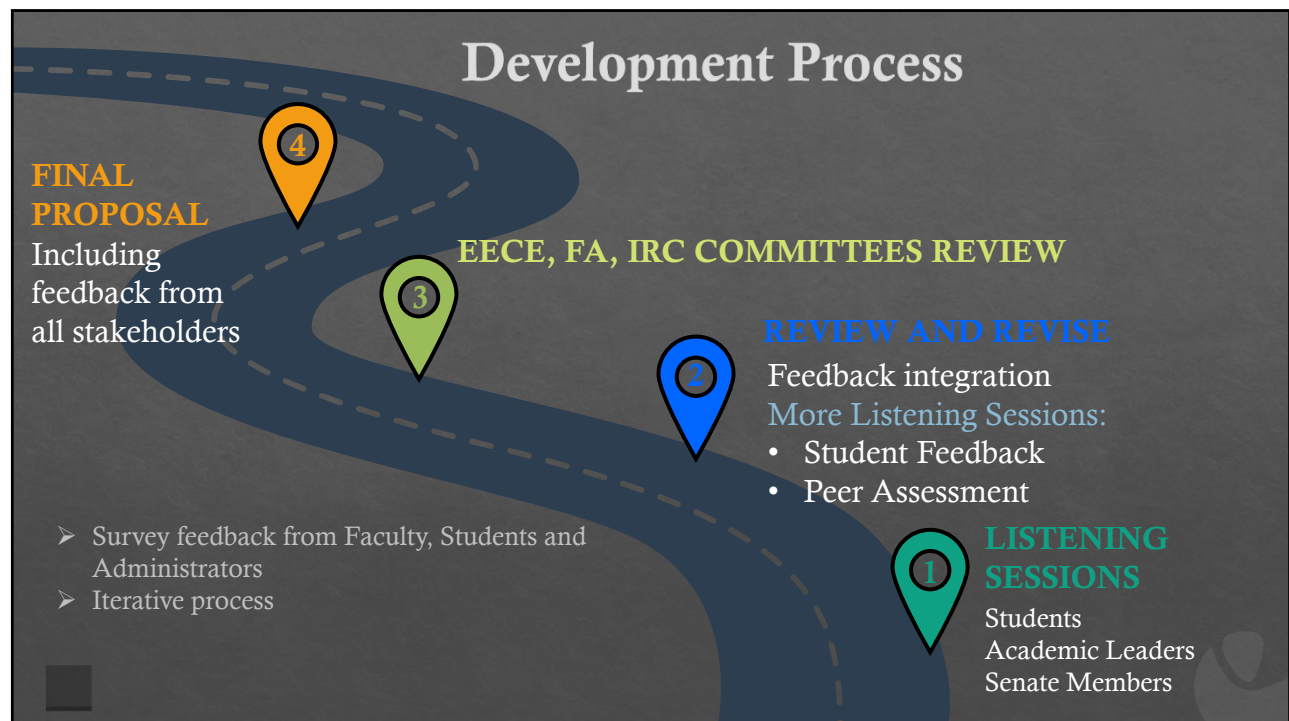 Development Process
4
FINAL
PROPOSAL
Including
feedback from
all stakeholders
3
EECE, FA, IRC COMMITTEES REVIEW
2
REVIEW AND REVISE
Feedback integration
More Listening Sessions:
• Student Feedback
• Peer Assessment
1
LISTENING
SESSIONS
Students
Academic Leaders
Senate Members
➢ Survey feedback from Faculty, Students and
Administrators
➢ Iterative process